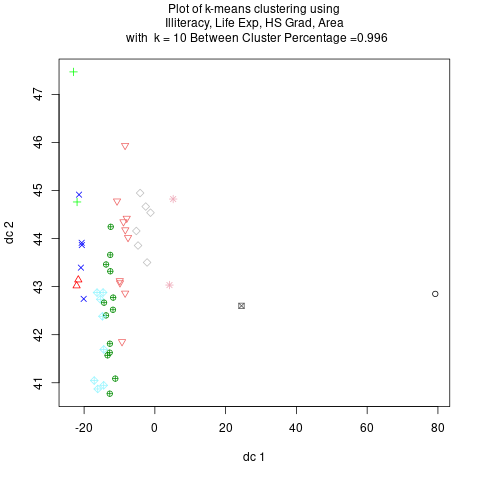 Plot of k-means clustering using
Illiteracy, Life Exp, HS Grad, Area
with  k = 10 Between Cluster Percentage =0.996
47
46
45
44
43
42
41
dc 2
-20 0 20 40 60 80
dc 1